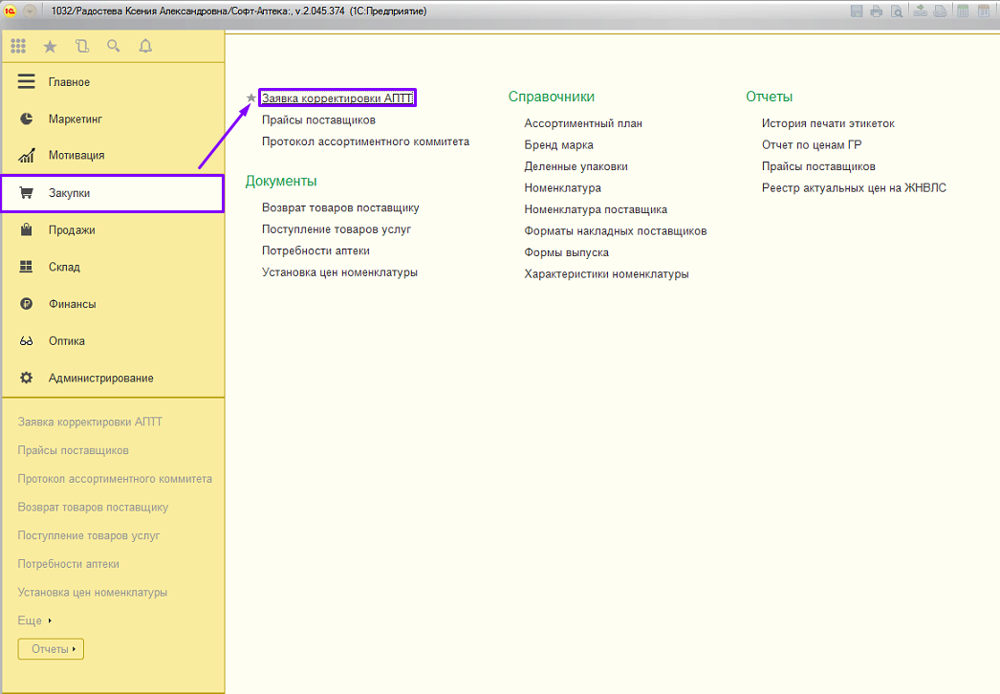 1032/Радостева Ксения Александровна/Софт-Аптека:, v.2.045.374 (1С:Предприятие)
Главное
Маркетинг
Мотивация
Закупки
Продажи
Склад
Финансы
Оптика
Администрирование
Заявка корректировки АПТТ
Прайсы поставщиков
Протокол ассортиментного коммитета
Возврат товаров поставщику
Поступление товаров услуг
Потребности аптеки
Установка цен номенклатуры
Еще
Отчеты
Заявка корректировки АПТТ
Прайсы поставщиков
Протокол ассортиментного коммитета
Документы
Возврат товаров поставщику
Поступление товаров услуг
Потребности аптеки
Установка цен номенклатуры
Справочники
Ассортиментный план
Бренд марка
Деленные упаковки
Номенклатура
Номенклатура поставщика
Форматы накладных поставщиков
Формы выпуска
Характеристики номенклатуры
Отчеты
История печати этикеток
Отчет по ценам ГР
Прайсы поставщиков
Реестр актуальных цен на ЖНВЛС